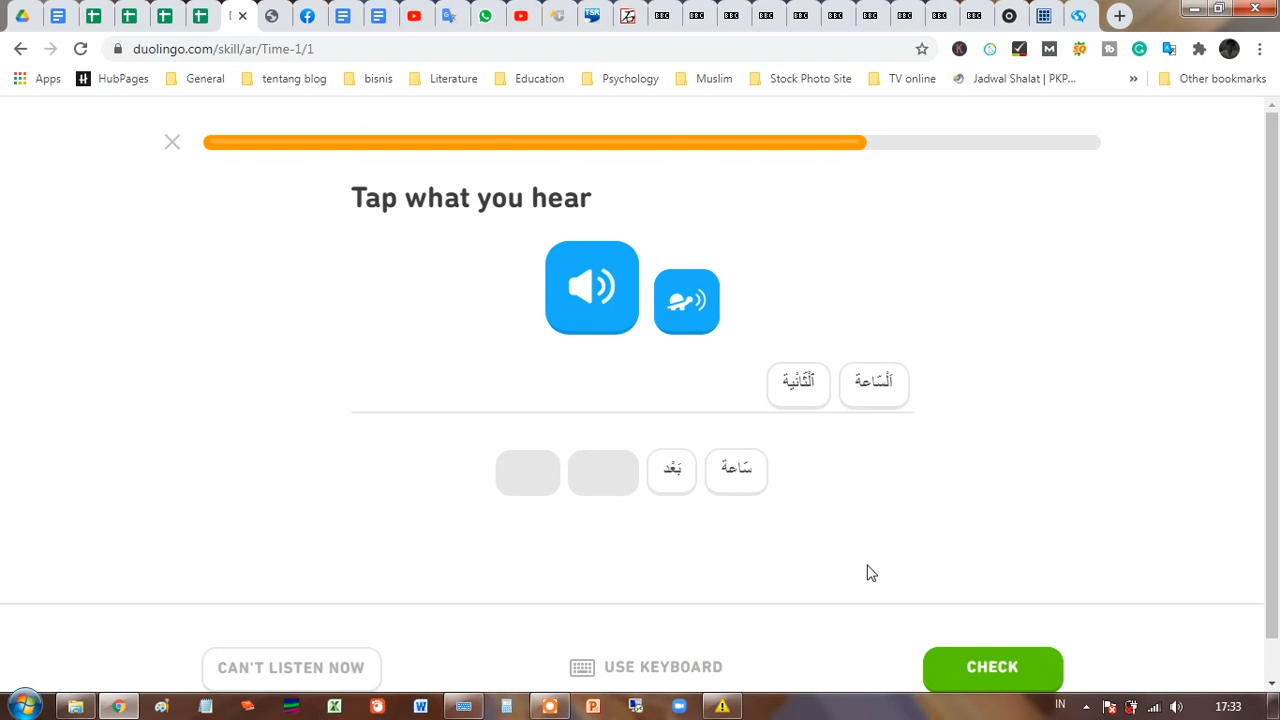 duolingo.com/skill/ar/Time-1/1
Apps HubPages General tentang blog bisnis Literature Education Psychology Muslim Stock Photo Site TV online Jadwal Shalat | PKP... » Other bookmarks
Tap what you hear
اَلْسّاعة اَلْثّانْية
سّاعة بَعْد
CAN'T LISTEN NOW USE KEYBOARD CHECK
IN 17:33